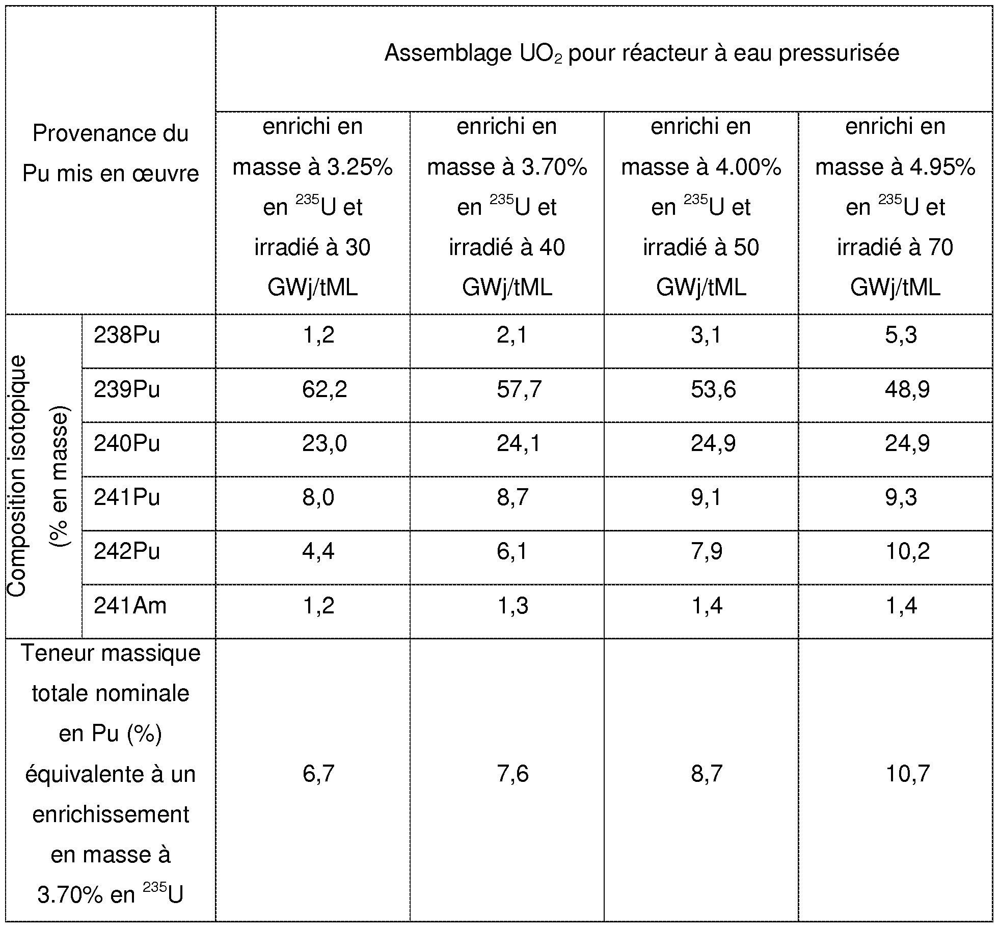 Assemblage UO2 pour réacteur à eau pressurisée
Provenance du
Pu mis en œuvre
enrichi en
masse à 3.25%
en 235U et
irradié à 30
GWj/tML
enrichi en
masse à 3.70%
en 235U et
irradié à 40
GWj/tML
enrichi en
masse à 4.00%
en 235U et
irradié à 50
GWj/tML
enrichi en
masse à 4.95%
en 235U et
irradié à 70
GWj/tML
Composition isotopique
(% en masse)
238Pu 1,2 2,1 3,1 5,3
239Pu 62,2 57,7 53,6 48,9
240Pu 23,0 24,1 24,9 24,9
241Pu 8,0 8,7 9,1 9,3
242Pu 4,4 6,1 7,9 10,2
241Am 1,2 1,3 1,4 1,4
Teneur massique
totale nominale
en Pu (%)
équivalente à un
enrichissement
en masse à
3.70% en 235U
6,7 7,6 8,7 10,7